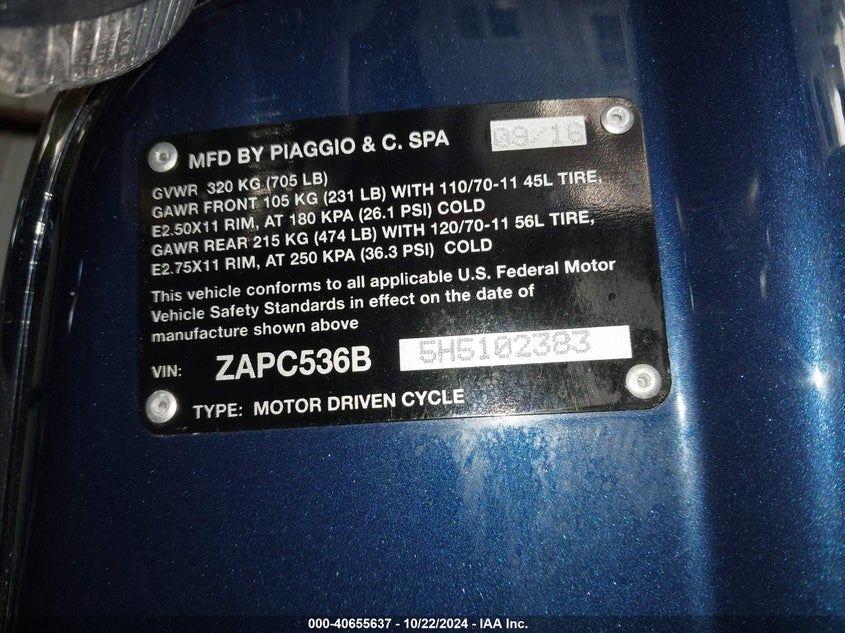 MFD BY PIAGGIO & C. SPA 09/16
GVWR 320 KG (705 LB)
GAWR FRONT 105 KG (231 LB) WITH 110/70-11 45L TIRE,
E2.50X11 RIM, AT 180 KPA (26.1 PSI) COLD
GAWR REAR 215 KG (474 LB) WITH 120/70-11 56L TIRE,
E2.75X11 RIM, AT 250 KPA (36.3 PSI) COLD
This vehicle conforms to all applicable U.S. Federal Motor
Vehicle Safety Standards in effect on the date of
manufacture shown above
VIN: ZAPC536B 5H5102383
TYPE: MOTOR DRIVEN CYCLE
000-40655637 - 10/22/2024 - IAA Inc.